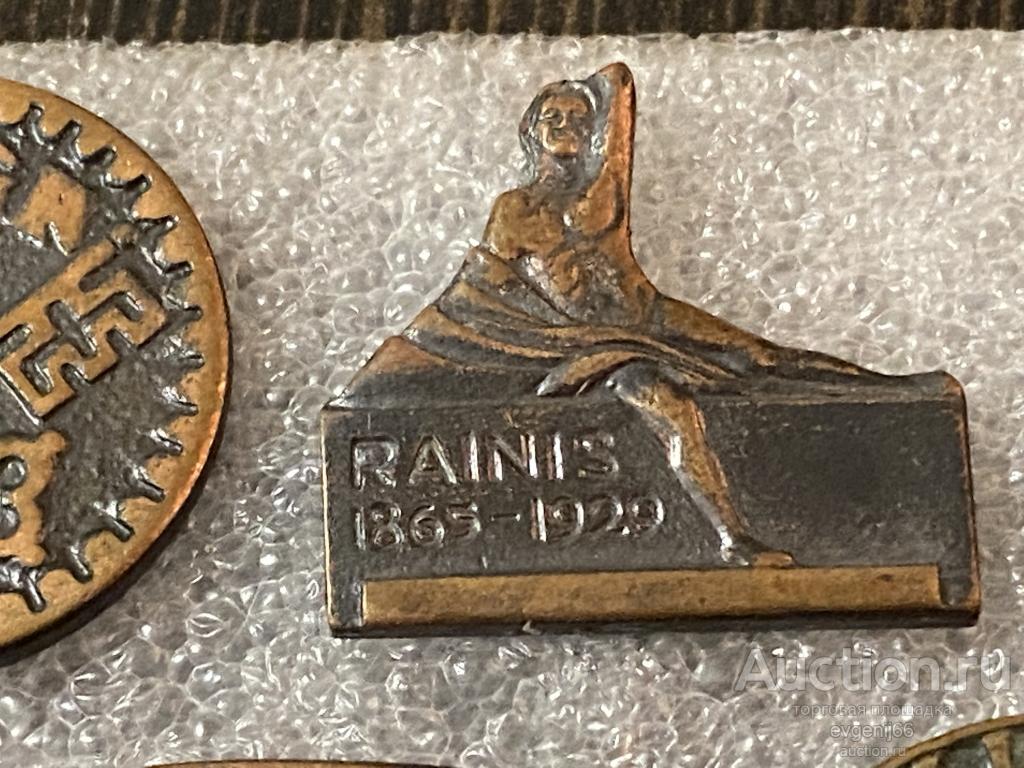 RAINIS
1865-1929
Auction.ru
торговая площадка
evgenij66
auction.ru